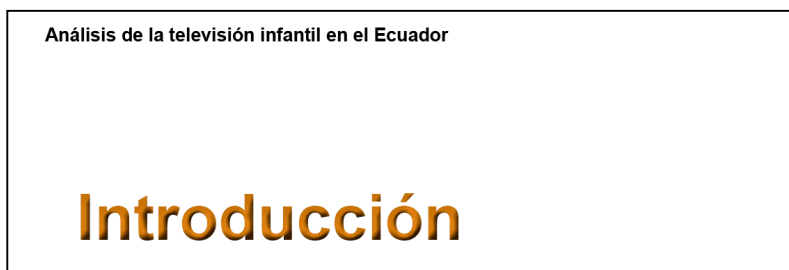 Análisis de la televisión infantil en el Ecuador
Introducción